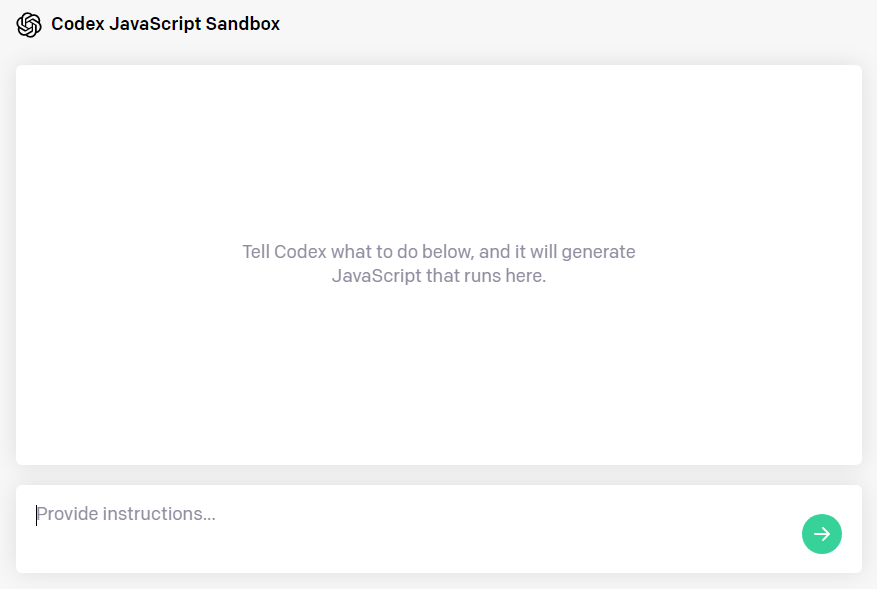 Codex JavaScript Sandbox
Tell Codex what to do below, and it will generate
JavaScript that runs here.
Provide instructions...